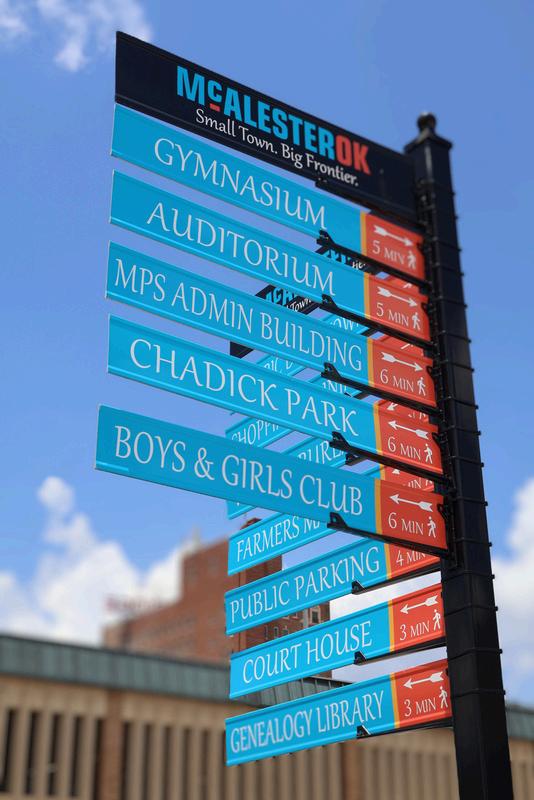 McALESTEROK
Small Town. Big Frontier.
GYMNASIUM
5 MIN
AUDITORIUM
5 MIN
MPS ADMIN BUILDING
6 MIN
CHADICK PARK
6 MIN
BOYS & GIRLS CLUB
6 MIN
FARMERS
PUBLIC PARKING
4 MIN
COURT HOUSE
3 MIN
GENEALOGY LIBRARY
3 MIN